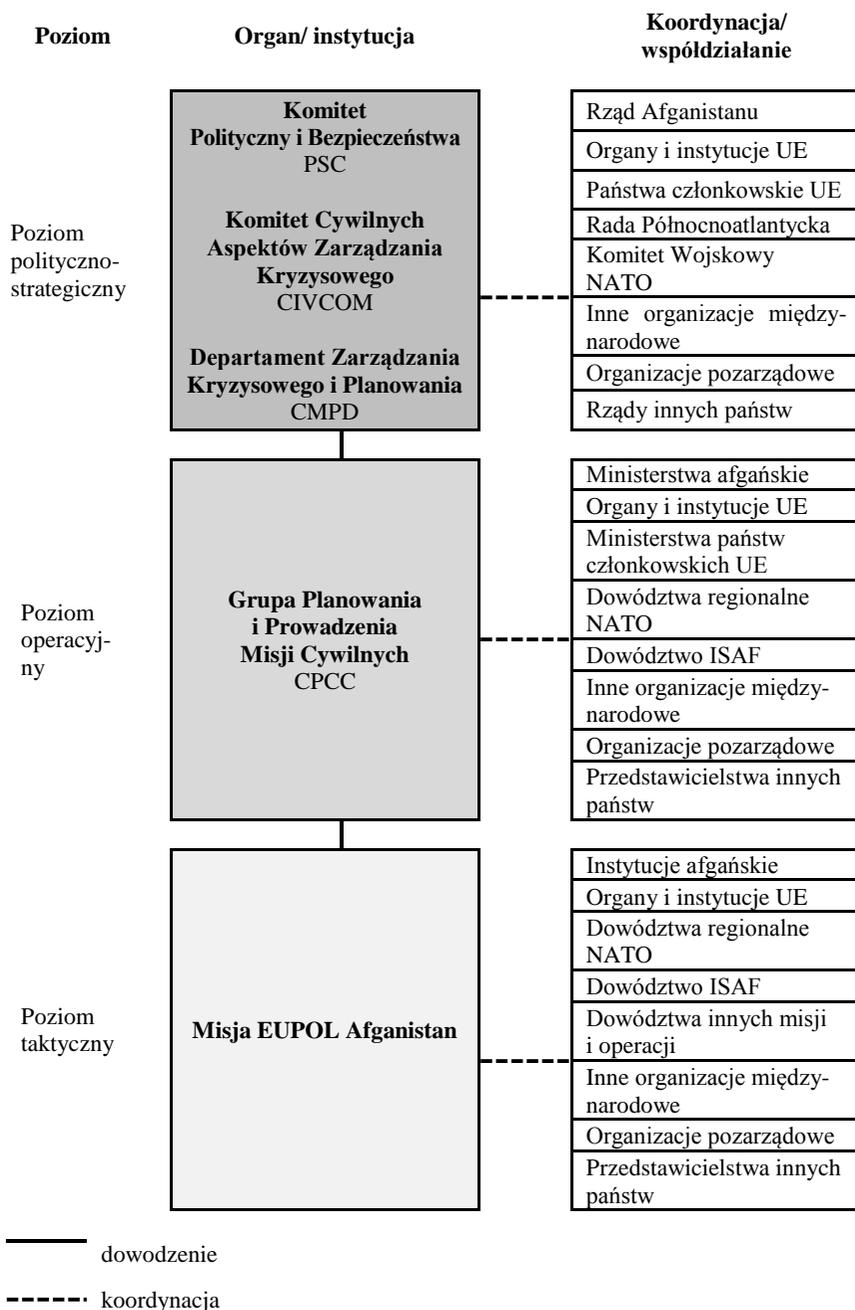 Poziom
Organ/ instytucja
Koordynacja/
współdziałanie
Poziom
polityczno-
strategiczny
Komitet
Polityczny i Bezpieczeństwa
PSC
Komitet Cywilnych
Aspektów Zarządzania
Kryzysowego
CIVCOM
Departament Zarządzania
Kryzysowego i Planowania
CMPD
Rząd Afganistanu
Organy i instytucje UE
Państwa członkowskie UE
Rada Północnoatlantycka
Komitet Wojskowy
NATO
Inne organizacje między-
narodowe
Organizacje pozarządowe
Rządy innych państw
Poziom
operacyj-
ny
Grupa Planowania
i Prowadzenia
Misji Cywilnych
CPCC
Ministerstwa afgańskie
Organy i instytucje UE
Ministerstwa państw
członkowskich UE
Dowództwa regionalne
NATO
Dowództwo ISAF
Inne organizacje między-
narodowe
Organizacje pozarządowe
Przedstawicielstwa innych
państw
Poziom
taktyczny
Misja EUPOL Afganistan
Instytucje afgańskie
Organy i instytucje UE
Dowództwa regionalne
NATO
Dowództwo ISAF
Dowództwa innych misji
i operacji
Inne organizacje między-
narodowe
Organizacje pozarządowe
Przedstawicielstwa innych
państw
dowodzenie
koordynacja